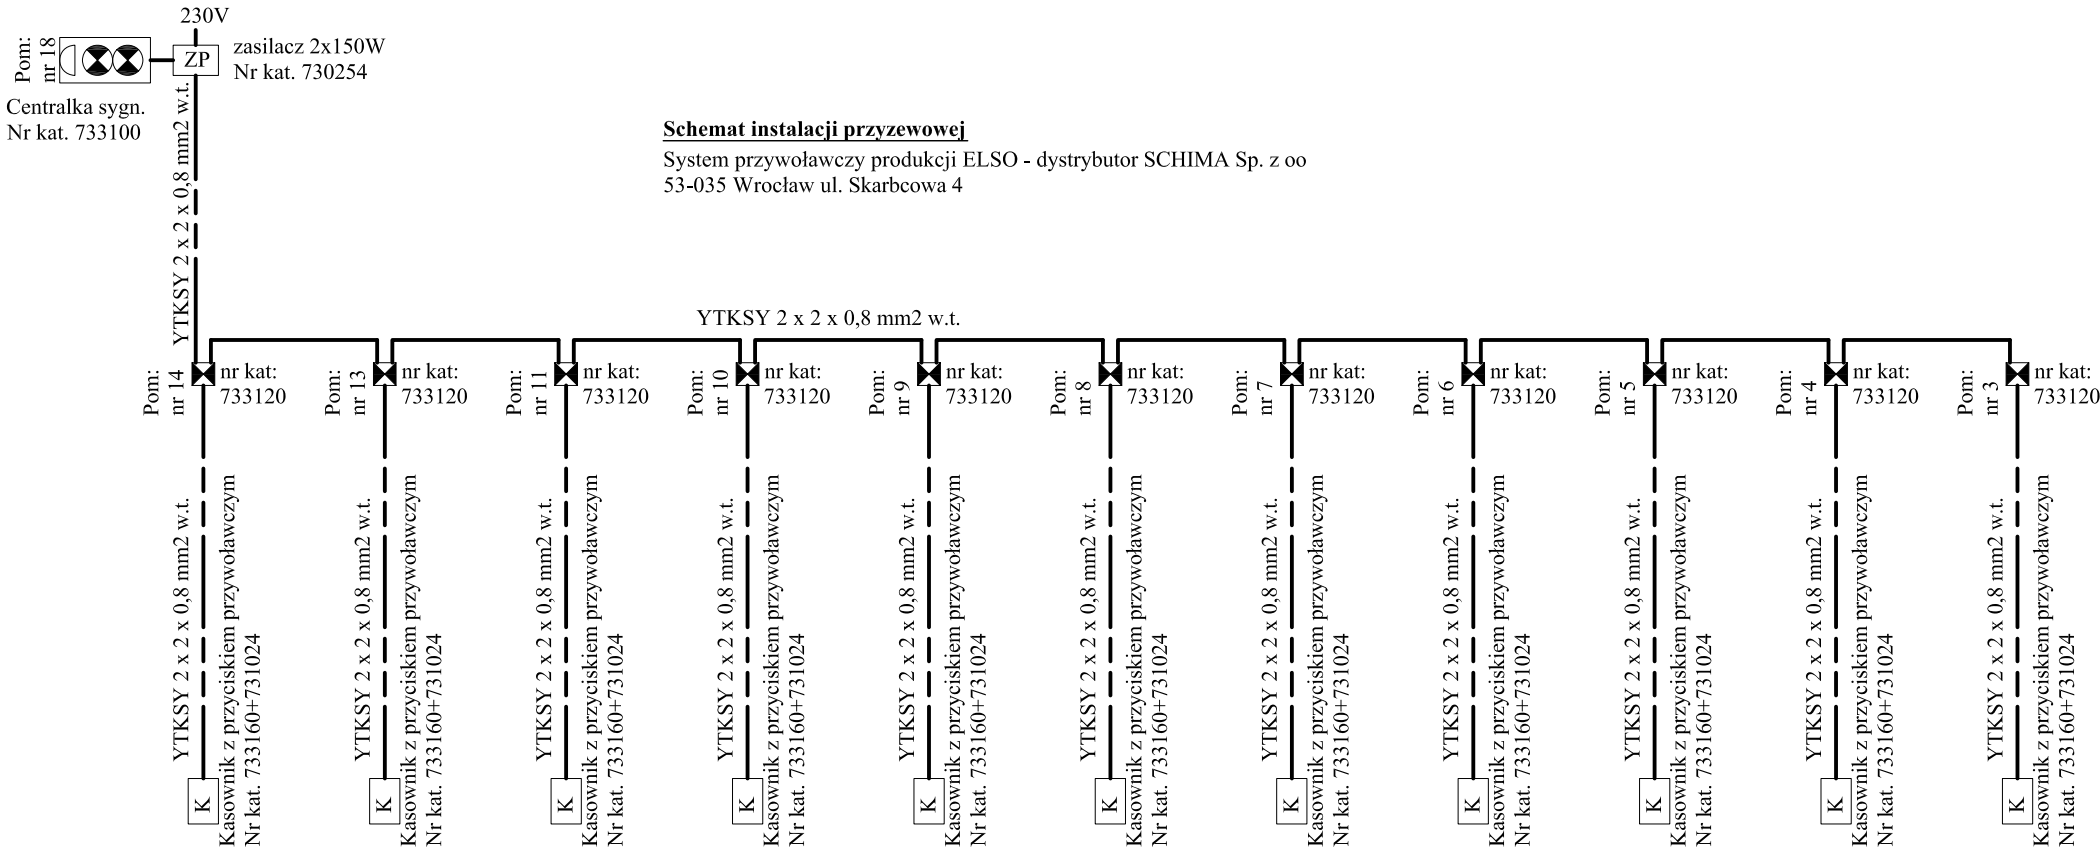 230V
Pom:
nr 18
ZP
zasilacz 2x150W
Nr kat. 730254
Centralka sygn.
Nr kat. 733100
YTKSY 2 x 2 x 0,8 mm2 w.t.
Schemat instalacji przyzewowej
System przywoławczy produkcji ELSO - dystrybutor SCHIMA Sp. z oo
53-035 Wrocław ul. Skarbcowa 4
YTKSY 2 x 2 x 0,8 mm2 w.t.
Pom:
nr 14
nr kat:
733120
Pom:
nr 13
nr kat:
733120
Pom:
nr 11
nr kat:
733120
Pom:
nr 10
nr kat:
733120
Pom:
nr 9
nr kat:
733120
Pom:
nr 8
nr kat:
733120
Pom:
nr 7
nr kat:
733120
Pom:
nr 6
nr kat:
733120
Pom:
nr 5
nr kat:
733120
Pom:
nr 4
nr kat:
733120
Pom:
nr 3
nr kat:
733120
YTKSY 2 x 2 x 0,8 mm2 w.t.
K
Kasownik z przyciskiem przywoławczym
Nr kat. 733160+731024
YTKSY 2 x 2 x 0,8 mm2 w.t.
K
Kasownik z przyciskiem przywoławczym
Nr kat. 733160+731024
YTKSY 2 x 2 x 0,8 mm2 w.t.
K
Kasownik z przyciskiem przywoławczym
Nr kat. 733160+731024
YTKSY 2 x 2 x 0,8 mm2 w.t.
K
Kasownik z przyciskiem przywoławczym
Nr kat. 733160+731024
YTKSY 2 x 2 x 0,8 mm2 w.t.
K
Kasownik z przyciskiem przywoławczym
Nr kat. 733160+731024
YTKSY 2 x 2 x 0,8 mm2 w.t.
K
Kasownik z przyciskiem przywoławczym
Nr kat. 733160+731024
YTKSY 2 x 2 x 0,8 mm2 w.t.
K
Kasownik z przyciskiem przywoławczym
Nr kat. 733160+731024
YTKSY 2 x 2 x 0,8 mm2 w.t.
K
Kasownik z przyciskiem przywoławczym
Nr kat. 733160+731024
YTKSY 2 x 2 x 0,8 mm2 w.t.
K
Kasownik z przyciskiem przywoławczym
Nr kat. 733160+731024
YTKSY 2 x 2 x 0,8 mm2 w.t.
K
Kasownik z przyciskiem przywoławczym
Nr kat. 733160+731024
YTKSY 2 x 2 x 0,8 mm2 w.t.
K
Kasownik z przyciskiem przywoławczym
Nr kat. 733160+731024